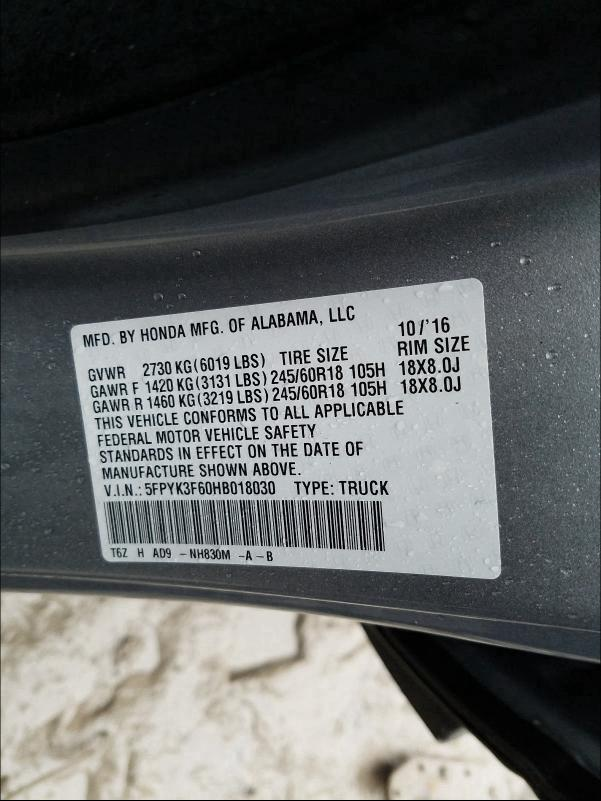 MFD. BY HONDA MFG. OF ALABAMA, LLC 10/'16
GVWR 2730 KG(6019 LBS) TIRE SIZE RIM SIZE
GAWR F 1420 KG(3131 LBS) 245/60R18 105H 18X8.0J
GAWR R 1460 KG(3219 LBS) 245/60R18 105H 18X8.0J
THIS VEHICLE CONFORMS TO ALL APPLICABLE
FEDERAL MOTOR VEHICLE SAFETY
STANDARDS IN EFFECT ON THE DATE OF
MANUFACTURE SHOWN ABOVE.
V.I.N.: 5FPYK3F60HB018030 TYPE: TRUCK
T6Z H AD9 -NH830M -A-B